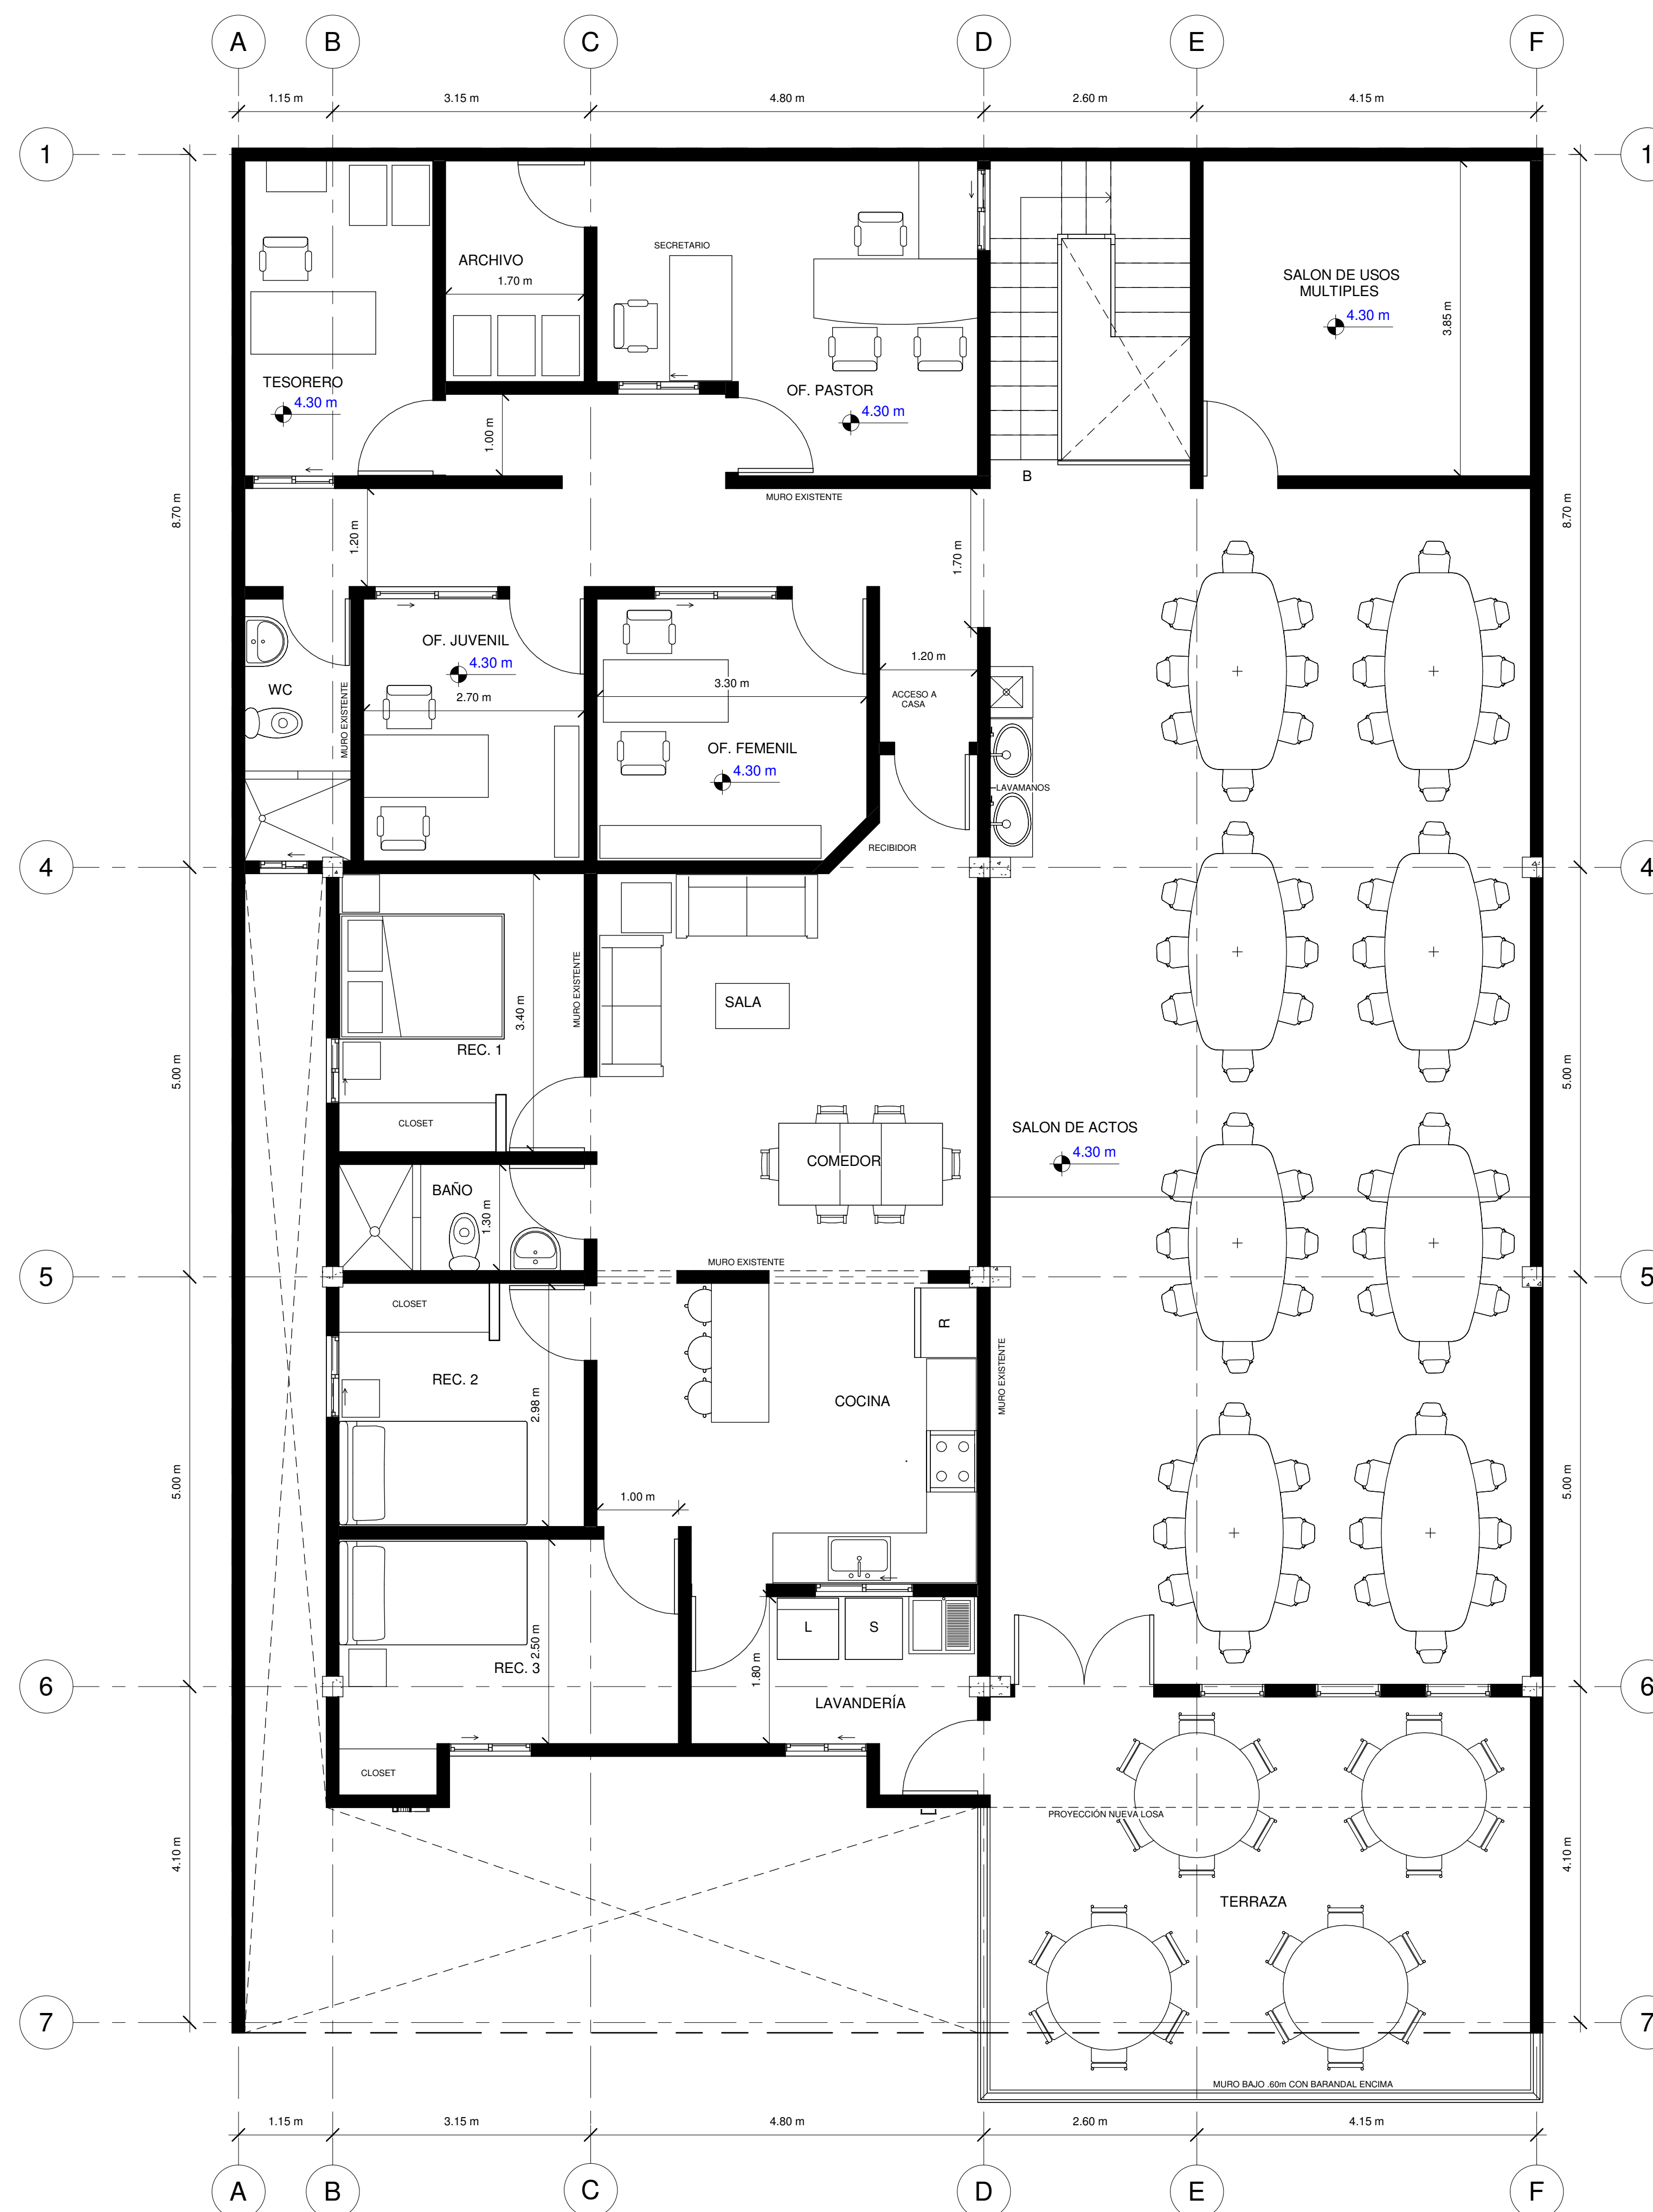 A
B
C
D
E
F
1.15 m
3.15 m
4.80 m
2.60 m
4.15 m
1
1
SECRETARIO
ARCHIVO
1.70 m
SALON DE USOS
MULTIPLES
4.30 m
3.85 m
TESORERO
4.30 m
OF. PASTOR
4.30 m
1.00 m
B
MURO EXISTENTE
8.70 m
8.70 m
1.20 m
1.70 m
OF. JUVENIL
4.30 m
2.70 m
WC
MURO EXISTENTE
3.30 m
OF. FEMENIL
4.30 m
1.20 m
ACCESO A
CASA
LAVAMANOS
RECIBIDOR
4
4
MURO EXISTENTE
3.40 m
SALA
REC. 1
5.00 m
5.00 m
CLOSET
SALON DE ACTOS
4.30 m
COMEDOR
BAÑO
1.30 m
MURO EXISTENTE
5
5
CLOSET
R
MURO EXISTENTE
REC. 2
2.98 m
COCINA
5.00 m
5.00 m
1.00 m
L
S
2.50 m
REC. 3
1.80 m
6
6
LAVANDERÍA
CLOSET
PROYECCIÓN NUEVA LOSA
4.10 m
4.10 m
TERRAZA
7
7
MURO BAJO .60m CON BARANDAL ENCIMA
1.15 m
3.15 m
4.80 m
2.60 m
4.15 m
A
B
C
D
E
F